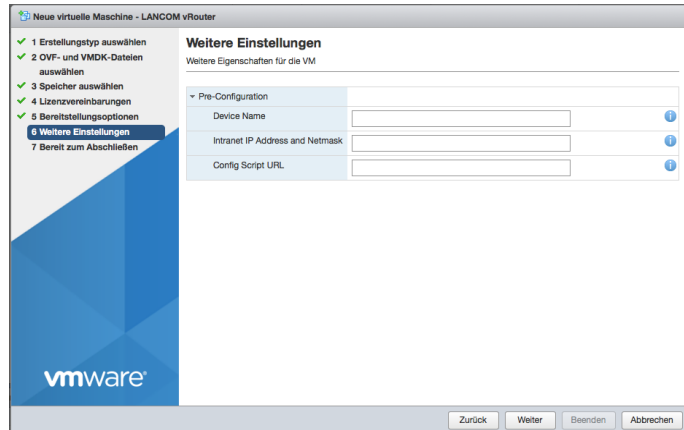 Neue virtuelle Maschine - LANCOM vRouter
1 Erstellungstyp auswählen
2 OVF- und VMDK-Dateien
auswählen
3 Speicher auswählen
4 Lizenzvereinbarungen
5 Bereitstellungsoptionen
6 Weitere Einstellungen
7 Bereit zum Abschließen
Weitere Einstellungen
Weitere Eigenschaften für die VM
Pre-Configuration
Device Name
Intranet IP Address and Netmask
Config Script URL
vmware®
Zurück Weiter Beenden Abbrechen